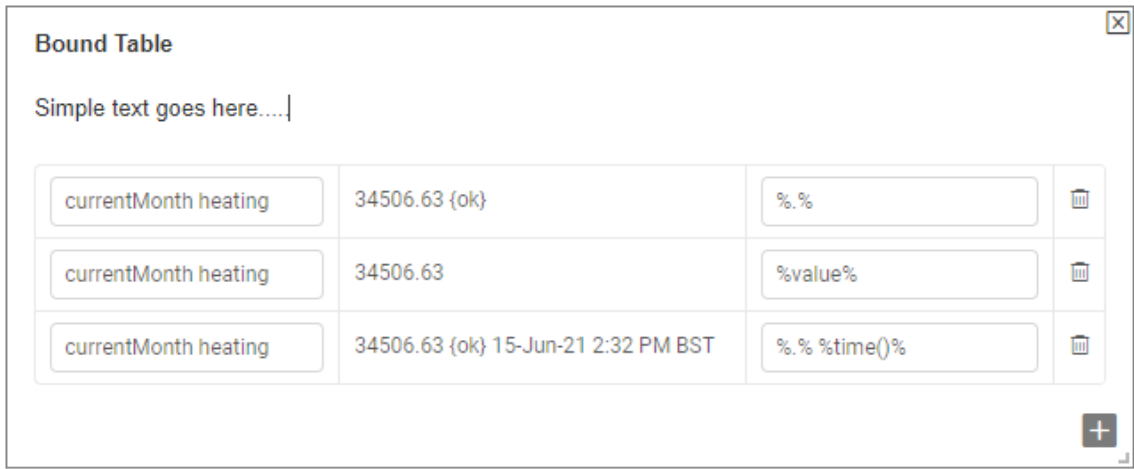 Bound Table
Simple text goes here.....
currentMonth heating 34506.63 {ok} %.%
currentMonth heating 34506.63 %value%
currentMonth heating 34506.63 {ok} 15-Jun-21 2:32 PM BST %.% %time()%